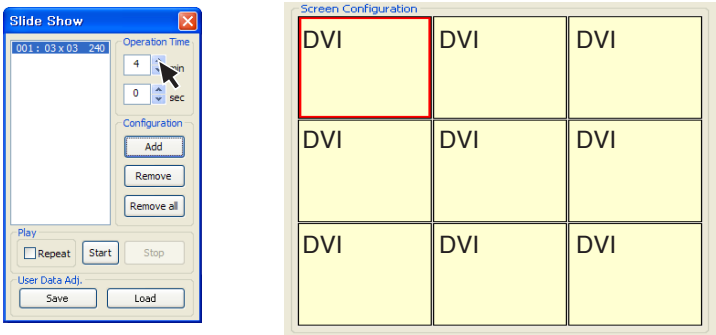 Slide Show
001 : 03 x 03 240
Operation Time
4 min
0 sec
Configuration
Add
Remove
Remove all
Play
Repeat Start Stop
User Data Adj.
Save Load
Screen Configuration
DVI DVI DVI
DVI DVI DVI
DVI DVI DVI